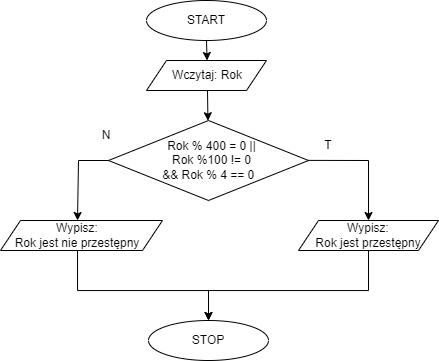 START
Wczytaj: Rok
N
T
Rok % 400 = 0 ||
Rok %100 != 0
&& Rok % 4 == 0
Wypisz:
Rok jest nie przestępny
Wypisz:
Rok jest przestępny
STOP